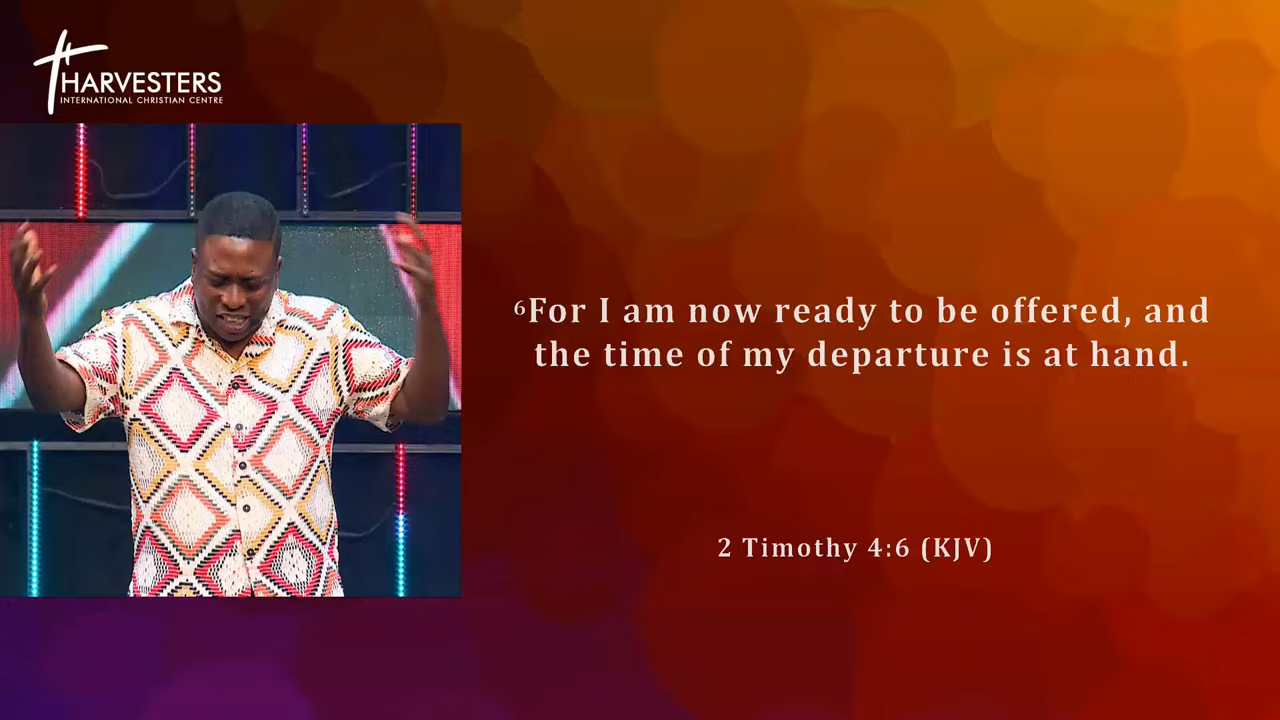 HARVESTERS
INTERNATIONAL CHRISTIAN CENTRE
⁶For I am now ready to be offered, and
the time of my departure is at hand.
2 Timothy 4:6 (KJV)